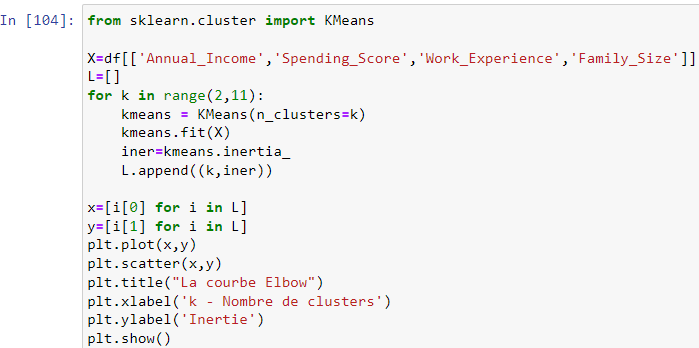 In [104]: from sklearn.cluster import KMeans
X=df[['Annual_Income','Spending_Score','Work_Experience','Family_Size']]
L=[]
for k in range(2,11):
    kmeans = KMeans(n_clusters=k)
    kmeans.fit(X)
    iner=kmeans.inertia_
    L.append((k,iner))
x=[i[0] for i in L]
y=[i[1] for i in L]
plt.plot(x,y)
plt.scatter(x,y)
plt.title("La courbe Elbow")
plt.xlabel('k - Nombre de clusters')
plt.ylabel('Inertie')
plt.show()